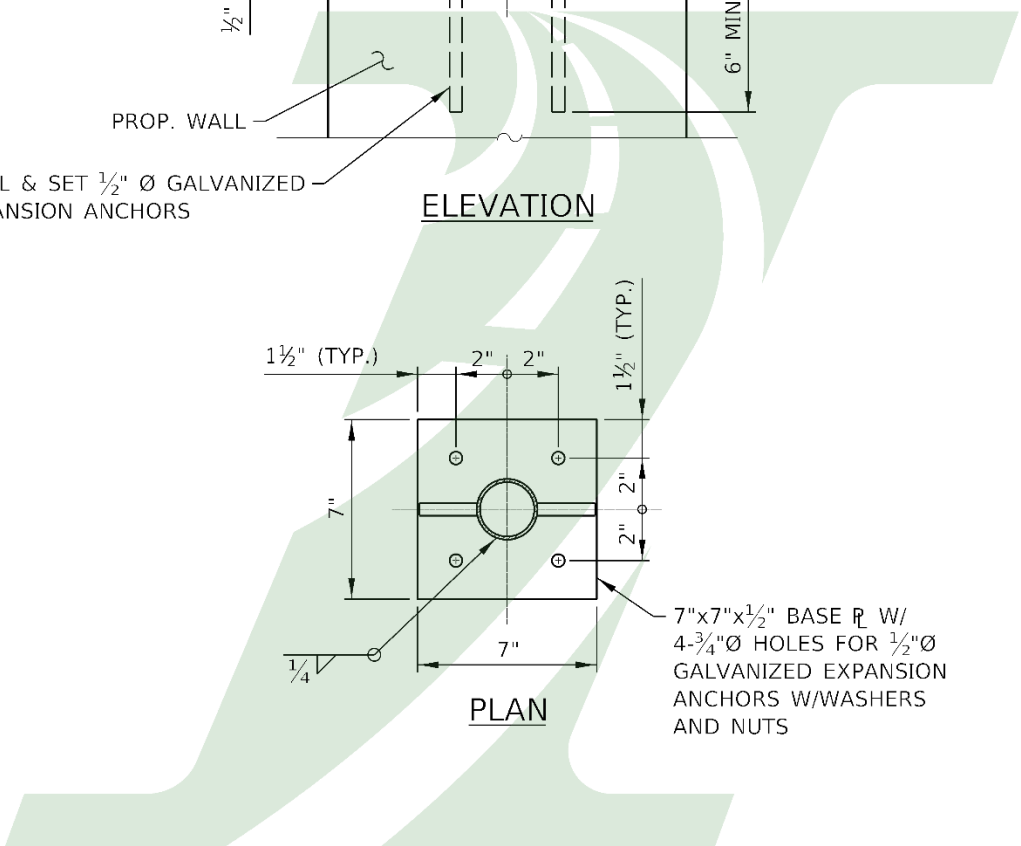 ½"
6" MIN
PROP. WALL
L & SET ½" Ø GALVANIZED
ANSION ANCHORS
ELEVATION
1½" (TYP.)
2"
2"
1½" (TYP.)
7"
2"
2"
¼
7"
7"x7"x½" BASE ℄ W/
4-¾"Ø HOLES FOR ½"Ø
GALVANIZED EXPANSION
ANCHORS W/WASHERS
AND NUTS
PLAN